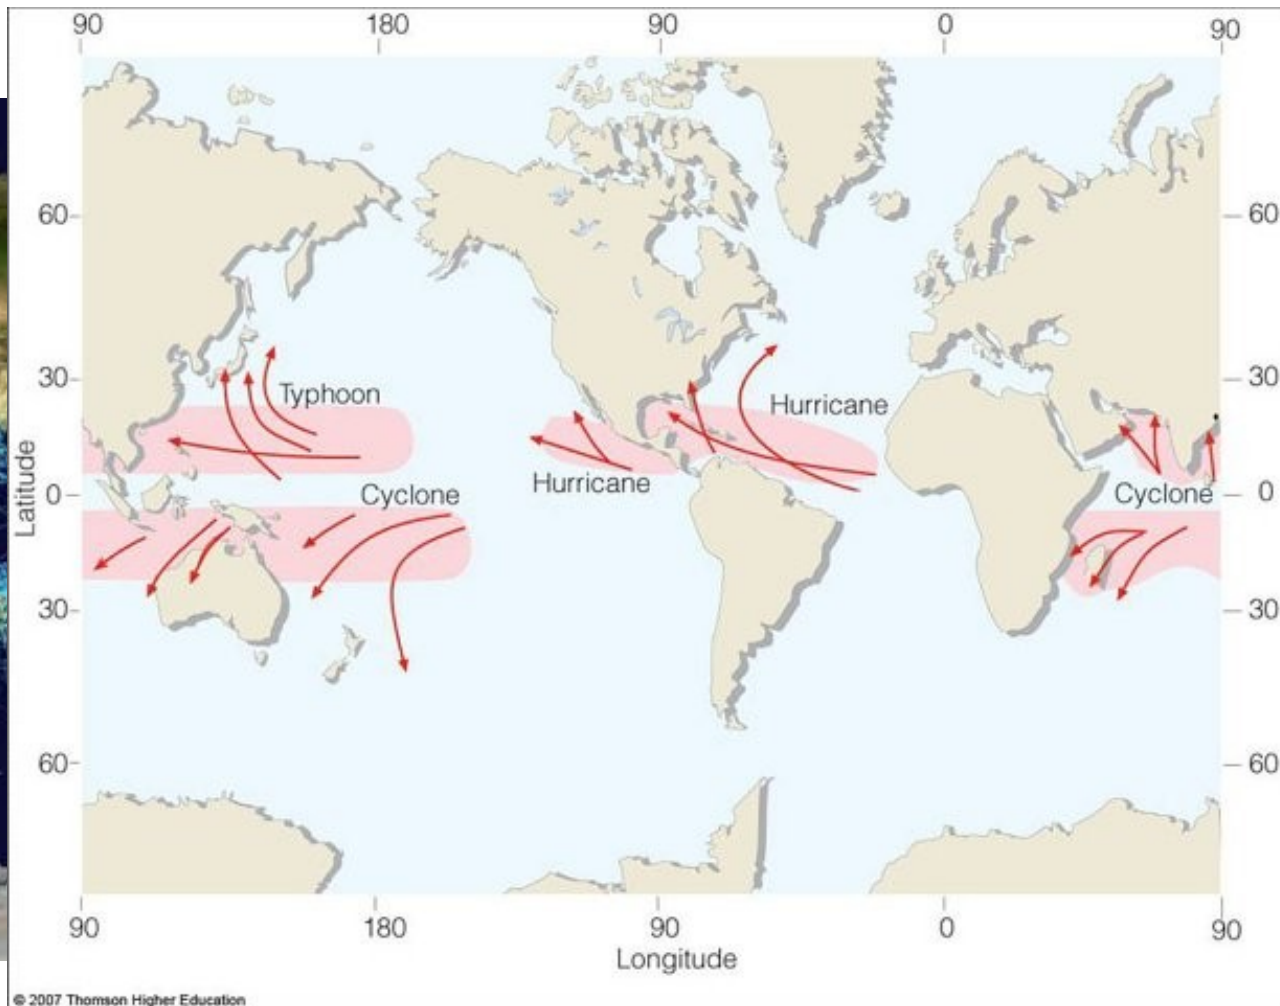 90 180 90 0 90
60 60
30 30
Typhoon
Hurricane
Hurricane
Latitude
0 0
Cyclone
Cyclone
30 30
60 60
90 180 90 0 90
Longitude
© 2007 Thomson Higher Education